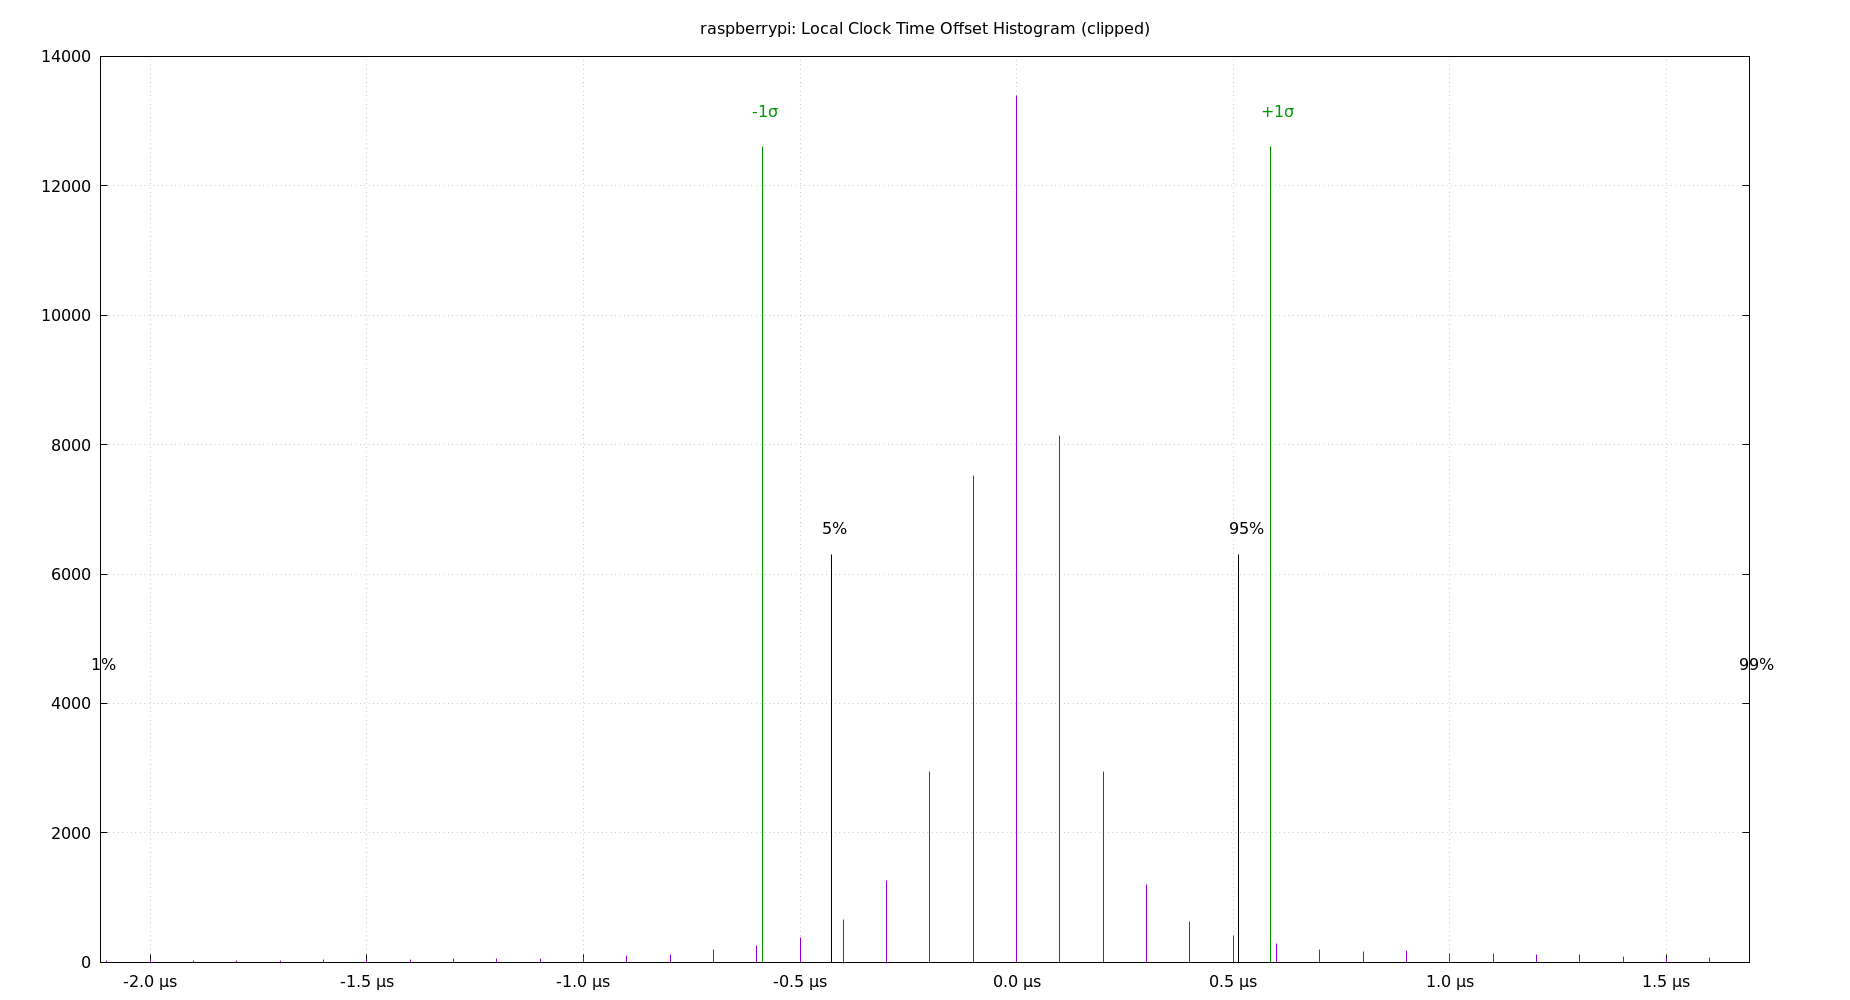 raspberrypi: Local Clock Time Offset Histogram (clipped)
14000
-1σ
+1σ
12000
10000
8000
5%
95%
6000
1%
99%
4000
2000
0
-2.0 µs
-1.5 µs
-1.0 µs
-0.5 µs
0.0 µs
0.5 µs
1.0 µs
1.5 µs